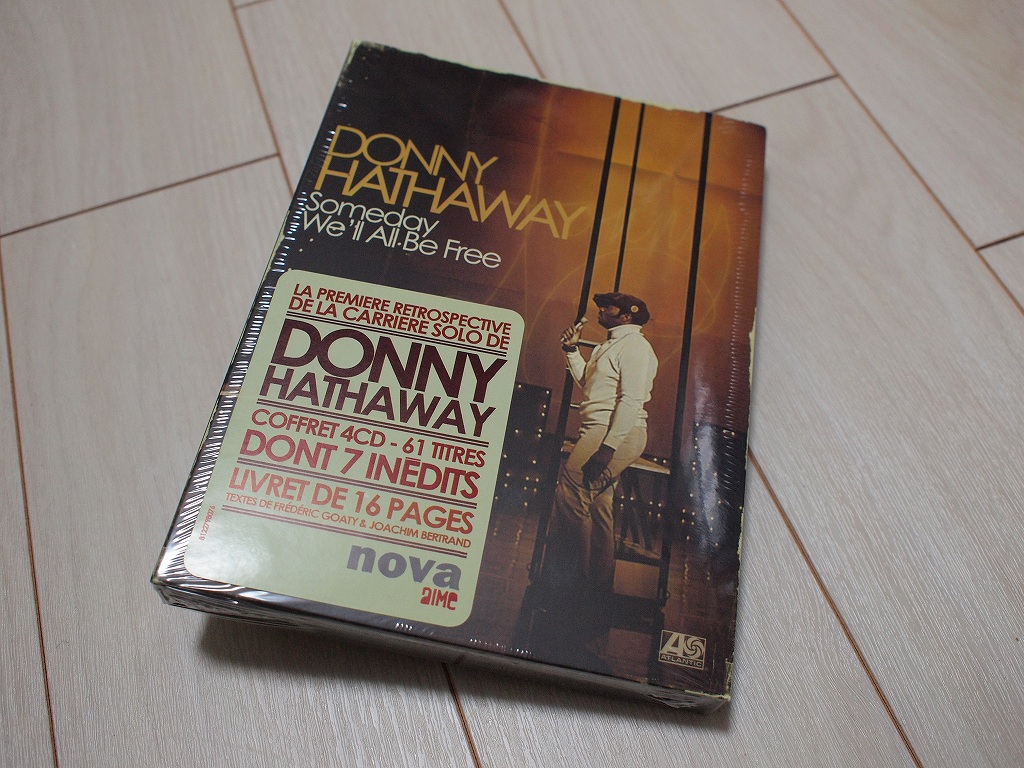 DONNY
HATHAWAY
Someday
We'll All Be Free
LA PREMIERE RETROSPECTIVE
DE LA CARRIERE SOLO DE
DONNY
HATHAWAY
COFFRET 4CD - 61 TITRES
DONT 7 INÉDITS
LIVRET DE 16 PAGES
TEXTES DE FRÉDÉRIC GOATY & JOACHIM BERTRAND
nova
aime
ATLANTIC